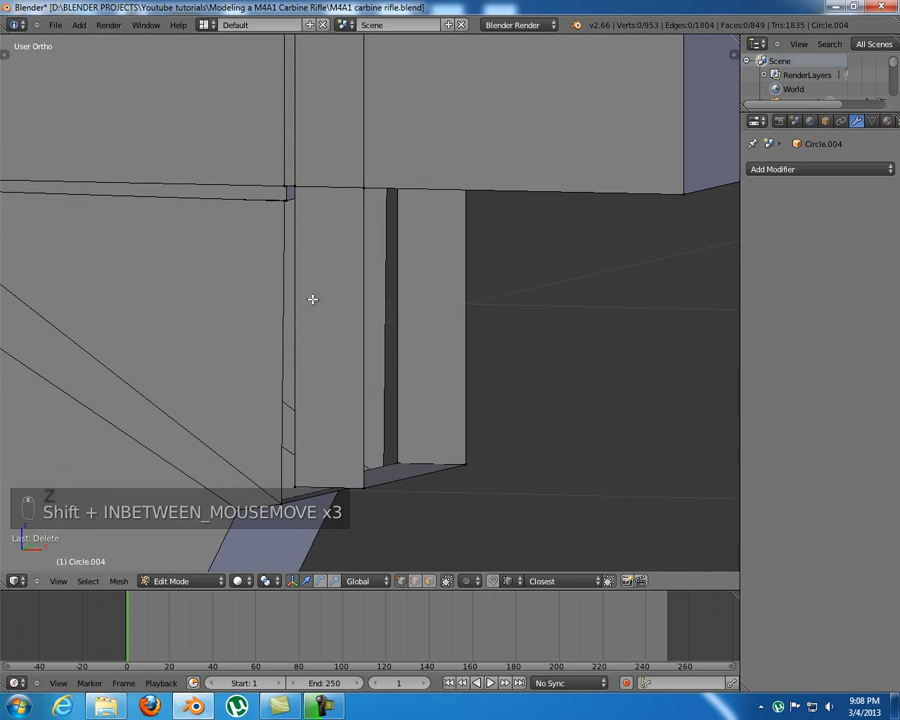 Blender* [D:\BLENDER PROJECTS\Youtube tutorials\Modeling a M4A1 Carbine Rifle\M4A1 carbine rifle.blend]
File Add Render Window Help Default Scene Blender Render v2.66 | Verts:0/953 | Edges:0/1804 | Faces:0/849 | Tris:1835 | Circle.004
View Search All Scenes
User Ortho
Scene
RenderLayers
World
Circle.004
Add Modifier
Z
Shift + INBETWEEN_MOUSEMOVE x3
Last: Delete
z
x
(1) Circle.004
View Select Mesh Edit Mode Global Closest
-40 -20 0 20 40 60 80 100 120 140 160 180 200 220 240 260 280
View Marker Frame Playback Start: 1 End: 250 1 No Sync
9:08 PM
3/4/2013